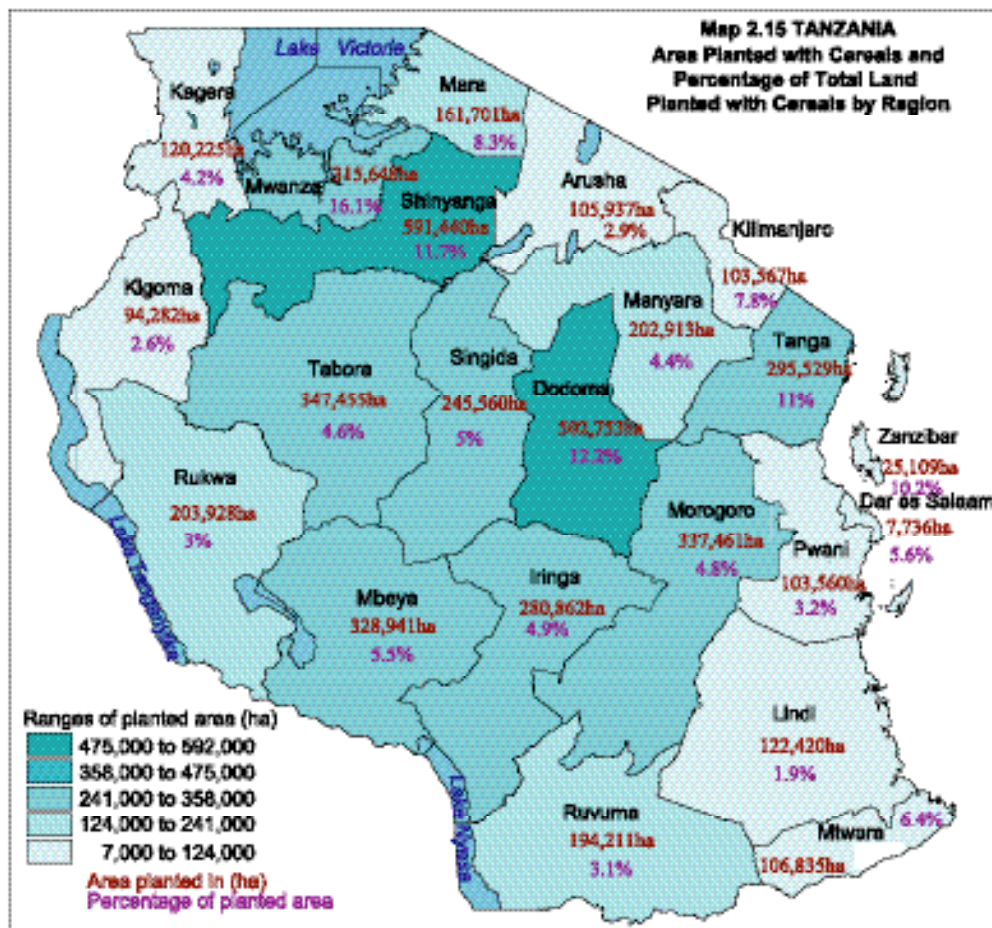 Map 2.15 TANZANIA
Area Planted with Cereals and
Percentage of Total Land
Planted with Cereals by Region
Lake Victorie
Kagera
120,225ha
4.2%
Mara
161,701ha
8.3%
Mwanza
315,648ha
16.1%
Shinyanga
591,440ha
11.7%
Arusha
105,937ha
2.9%
Kilimanjaro
103,567ha
7.8%
Kigoma
94,282ha
2.6%
Manyara
202,913ha
4.4%
Tanga
295,529ha
11%
Tabora
347,455ha
4.6%
Singida
245,560ha
5%
Dodoma
502,753ha
12.2%
Zanzibar
25,109ha
10.2%
Dar es Salaam
7,736ha
5.6%
Rukwa
203,928ha
3%
Morogoro
337,461ha
4.8%
Pwani
103,560ha
3.2%
Lake Tanganyika
Mbeya
328,941ha
5.5%
Iringa
280,862ha
4.9%
Lindi
122,420ha
1.9%
Lake Nyasa
Ruvuma
194,211ha
3.1%
Mtwara
6.4%
106,835ha
Ranges of planted area (ha)
475,000 to 592,000
358,000 to 475,000
241,000 to 358,000
124,000 to 241,000
7,000 to 124,000
Area planted in (ha)
Percentage of planted area